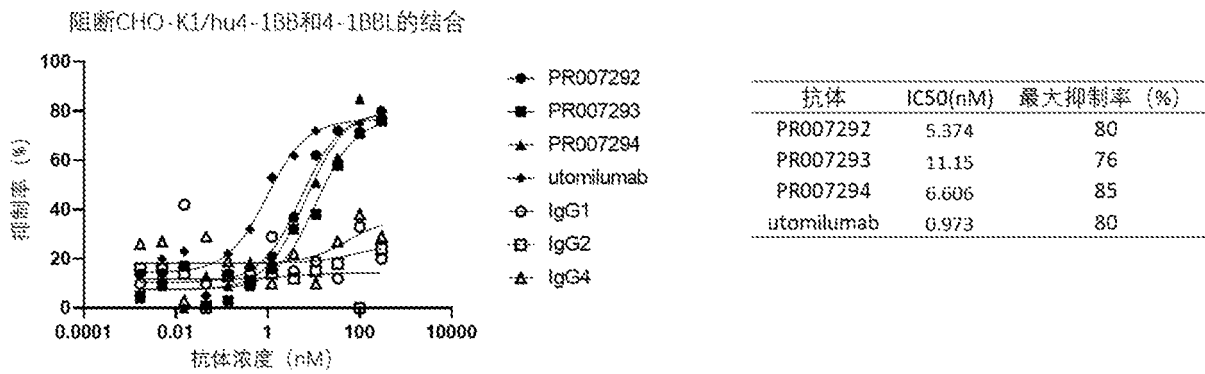 阻断CHO-K1/hu4-1BB和4-1BBL的结合
抑制率 (%)
100
80
60
40
20
0
0.0001
0.01
1
100
10000
抗体浓度 (nM)
PR007292
PR007293
PR007294
utomilumab
IgG1
IgG2
IgG4
抗体 IC50(nM) 最大抑制率 (%)
PR007292 5.374 80
PR007293 11.15 76
PR007294 6.606 85
utomilumab 0.973 80